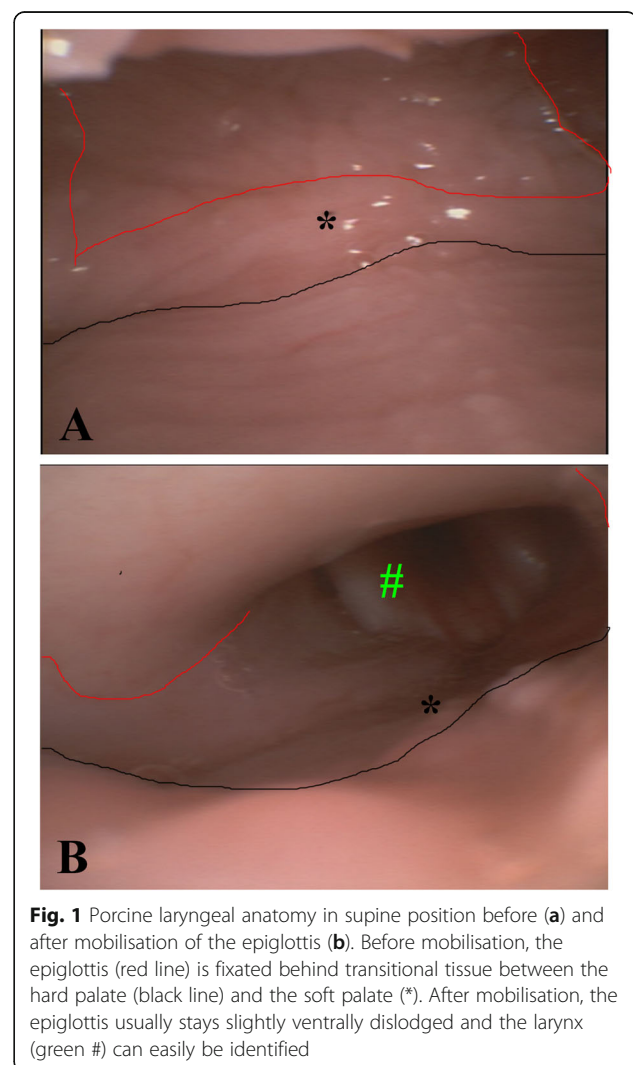 *
A
#
*
B
Fig. 1 Porcine laryngeal anatomy in supine position before (a) and
after mobilisation of the epiglottis (b). Before mobilisation, the
epiglottis (red line) is fixated behind transitional tissue between the
hard palate (black line) and the soft palate (*). After mobilisation, the
epiglottis usually stays slightly ventrally dislodged and the larynx
(green #) can easily be identified